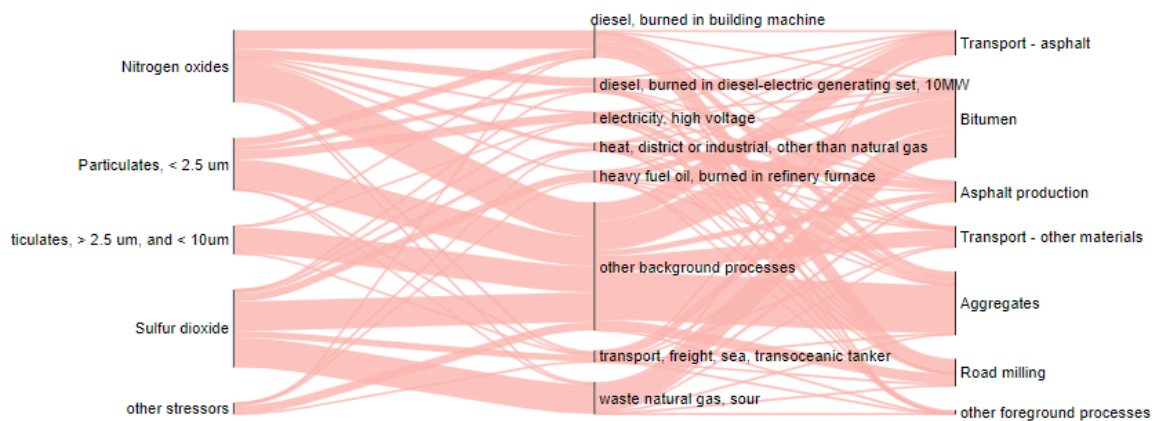 Nitrogen oxides
Particulates, < 2.5 um
ticulates, > 2.5 um, and < 10um
Sulfur dioxide
other stressors
diesel, burned in building machine
diesel, burned in diesel-electric generating set, 10MW
electricity, high voltage
heat, district or industrial, other than natural gas
heavy fuel oil, burned in refinery furnace
other background processes
transport, freight, sea, transoceanic tanker
waste natural gas, sour
Transport - asphalt
Bitumen
Asphalt production
Transport - other materials
Aggregates
Road milling
other foreground processes